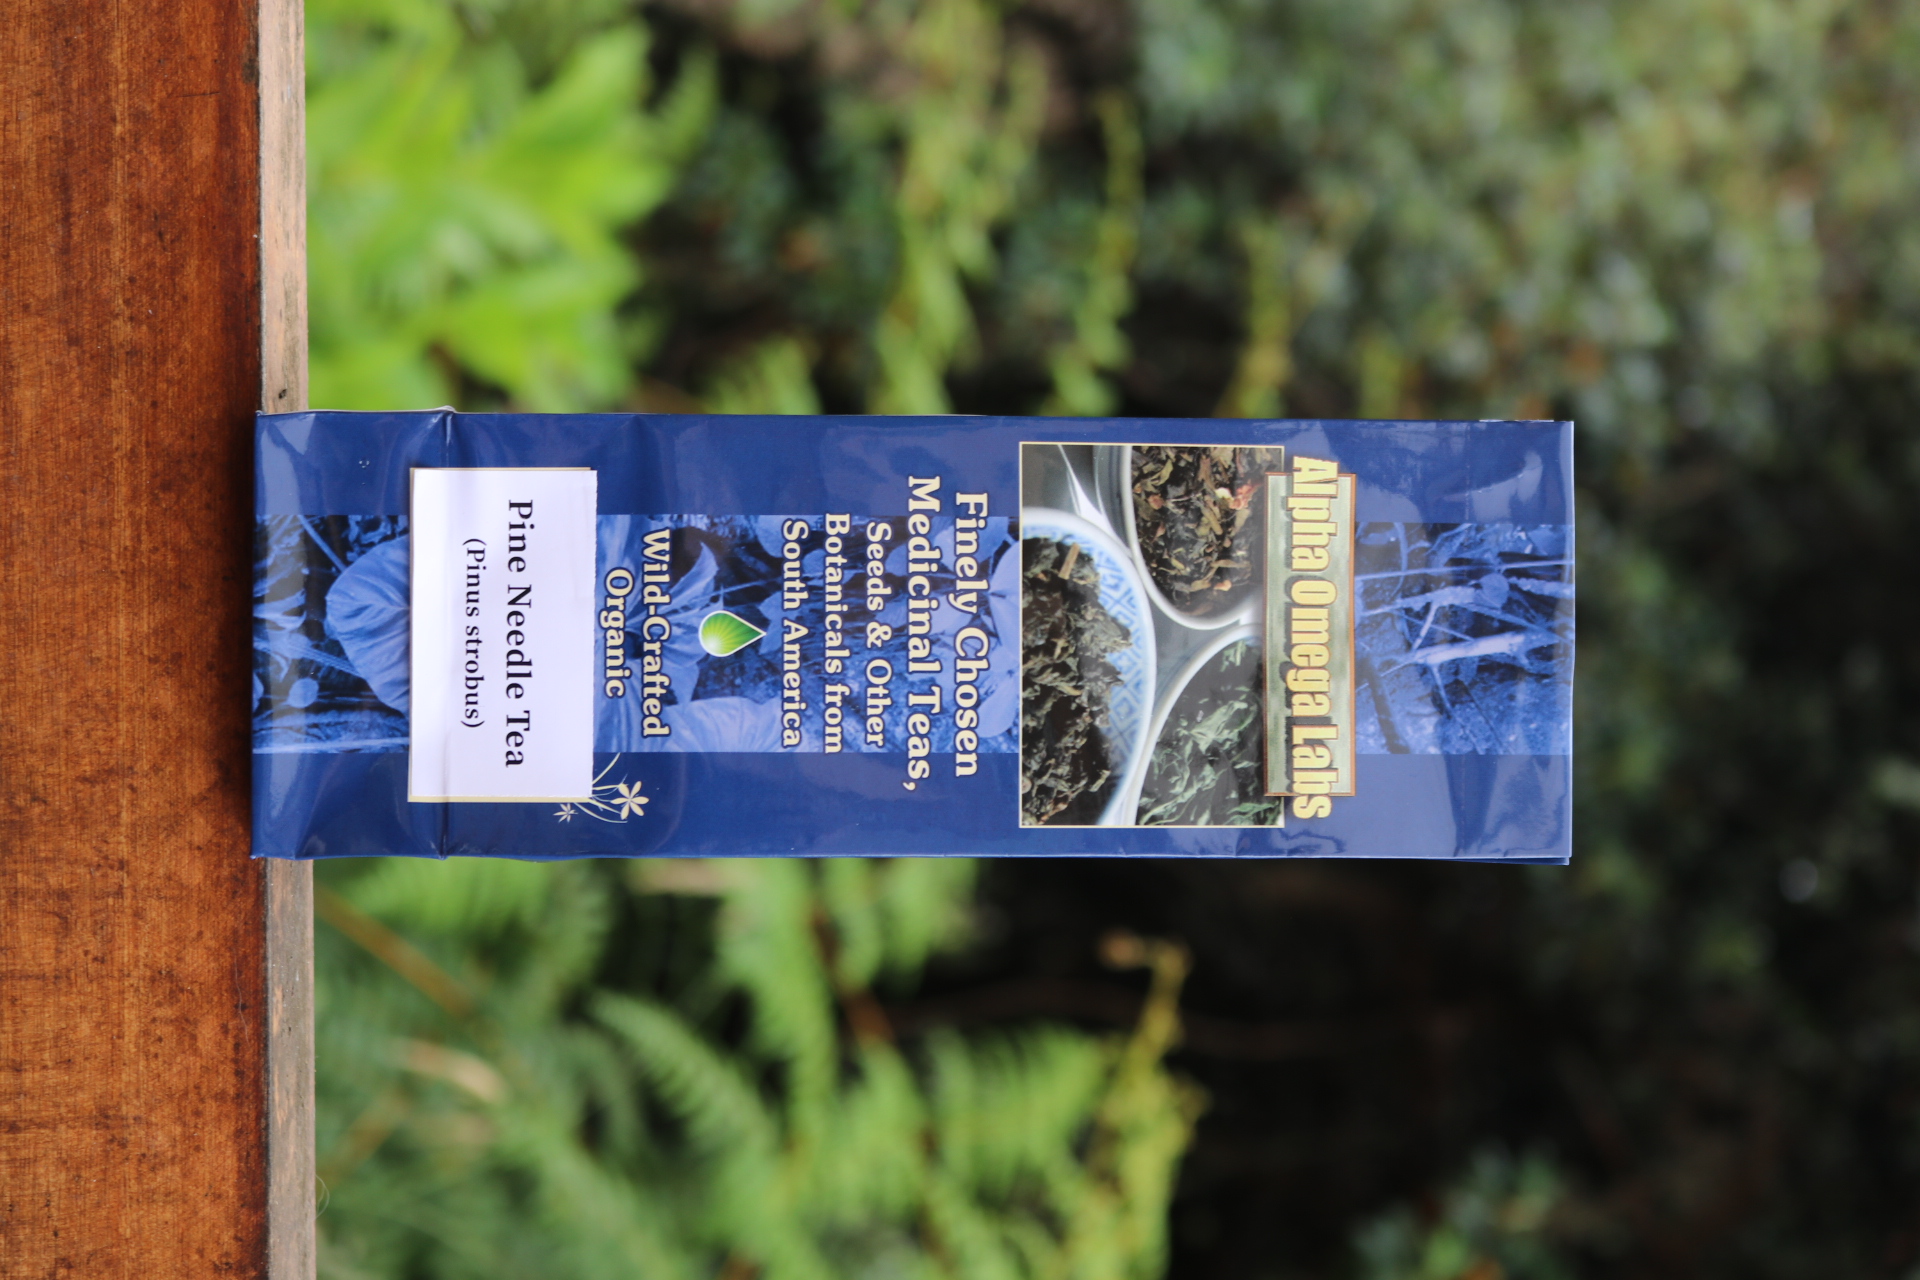 Alpha Omega Labs
Finely Chosen
Medicinal Teas,
Seeds & Other
Botanicals from
South America
Wild-Crafted
Organic
Pine Needle Tea
(Pinus strobus)